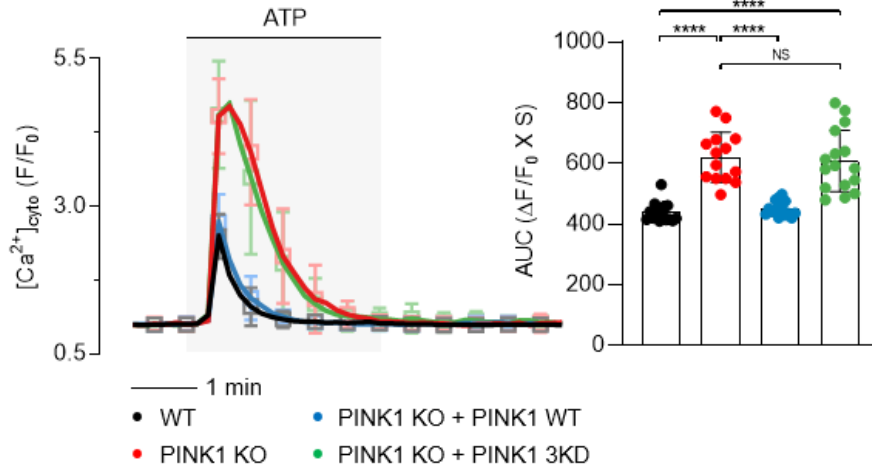 ATP
5.5
3.0
0.5
[Ca²⁺]cyto (F/F₀)
1 min
WT
PINK1 KO
PINK1 KO + PINK1 WT
PINK1 KO + PINK1 3KD
****
**** ****
NS
1000
800
600
400
200
0
AUC (ΔF/F₀ X S)